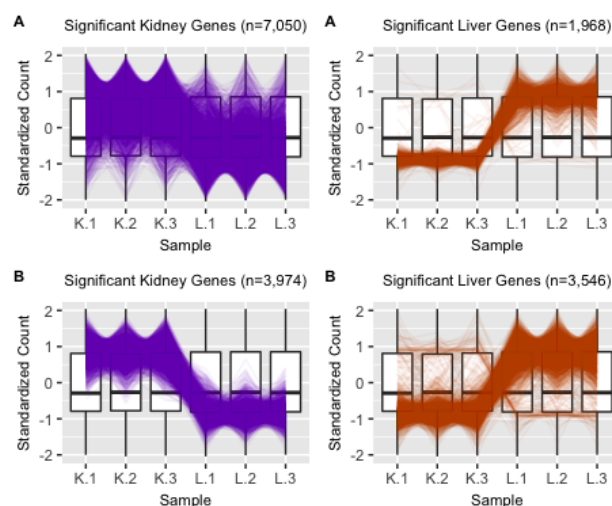 A Significant Kidney Genes (n=7,050)
Standardized Count
2
1
0
-1
-2
K.1 K.2 K.3 L.1 L.2 L.3
Sample
A Significant Liver Genes (n=1,968)
Standardized Count
2
1
0
-1
-2
K.1 K.2 K.3 L.1 L.2 L.3
Sample
B Significant Kidney Genes (n=3,974)
Standardized Count
2
1
0
-1
-2
K.1 K.2 K.3 L.1 L.2 L.3
Sample
B Significant Liver Genes (n=3,546)
Standardized Count
2
1
0
-1
-2
K.1 K.2 K.3 L.1 L.2 L.3
Sample